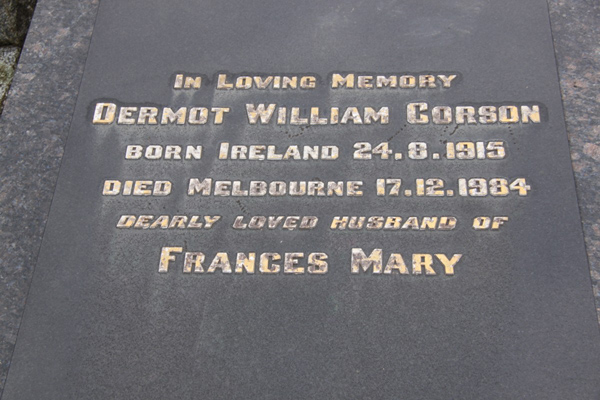 In Loving Memory
Dermot William Corson
BORN IRELAND 24.8.1915
DIED MELBOURNE 17.12.1984
DEARLY LOVED HUSBAND OF
Frances Mary